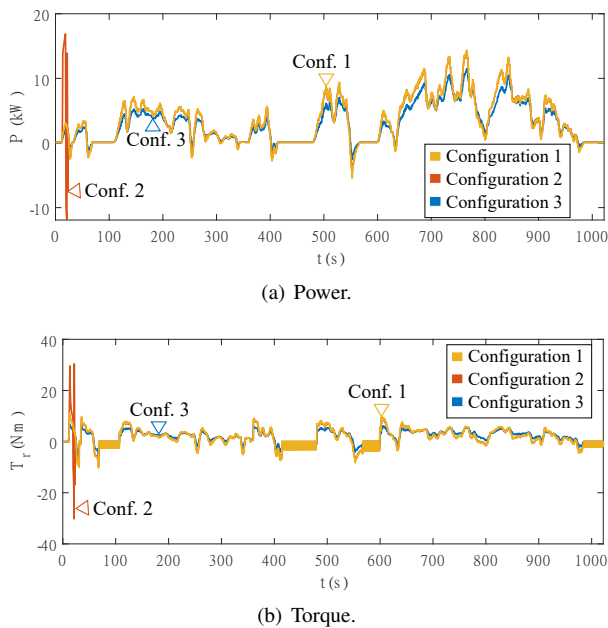 20
10
0
-10
P (kW)
Conf. 1
Conf. 3
Conf. 2
Configuration 1
Configuration 2
Configuration 3
0 100 200 300 400 500 600 700 800 900 1000
t(s)
(a) Power.
40
20
0
-20
-40
T_r(Nm)
Conf. 3
Conf. 1
Conf. 2
Configuration 1
Configuration 2
Configuration 3
0 100 200 300 400 500 600 700 800 900 1000
t(s)
(b) Torque.